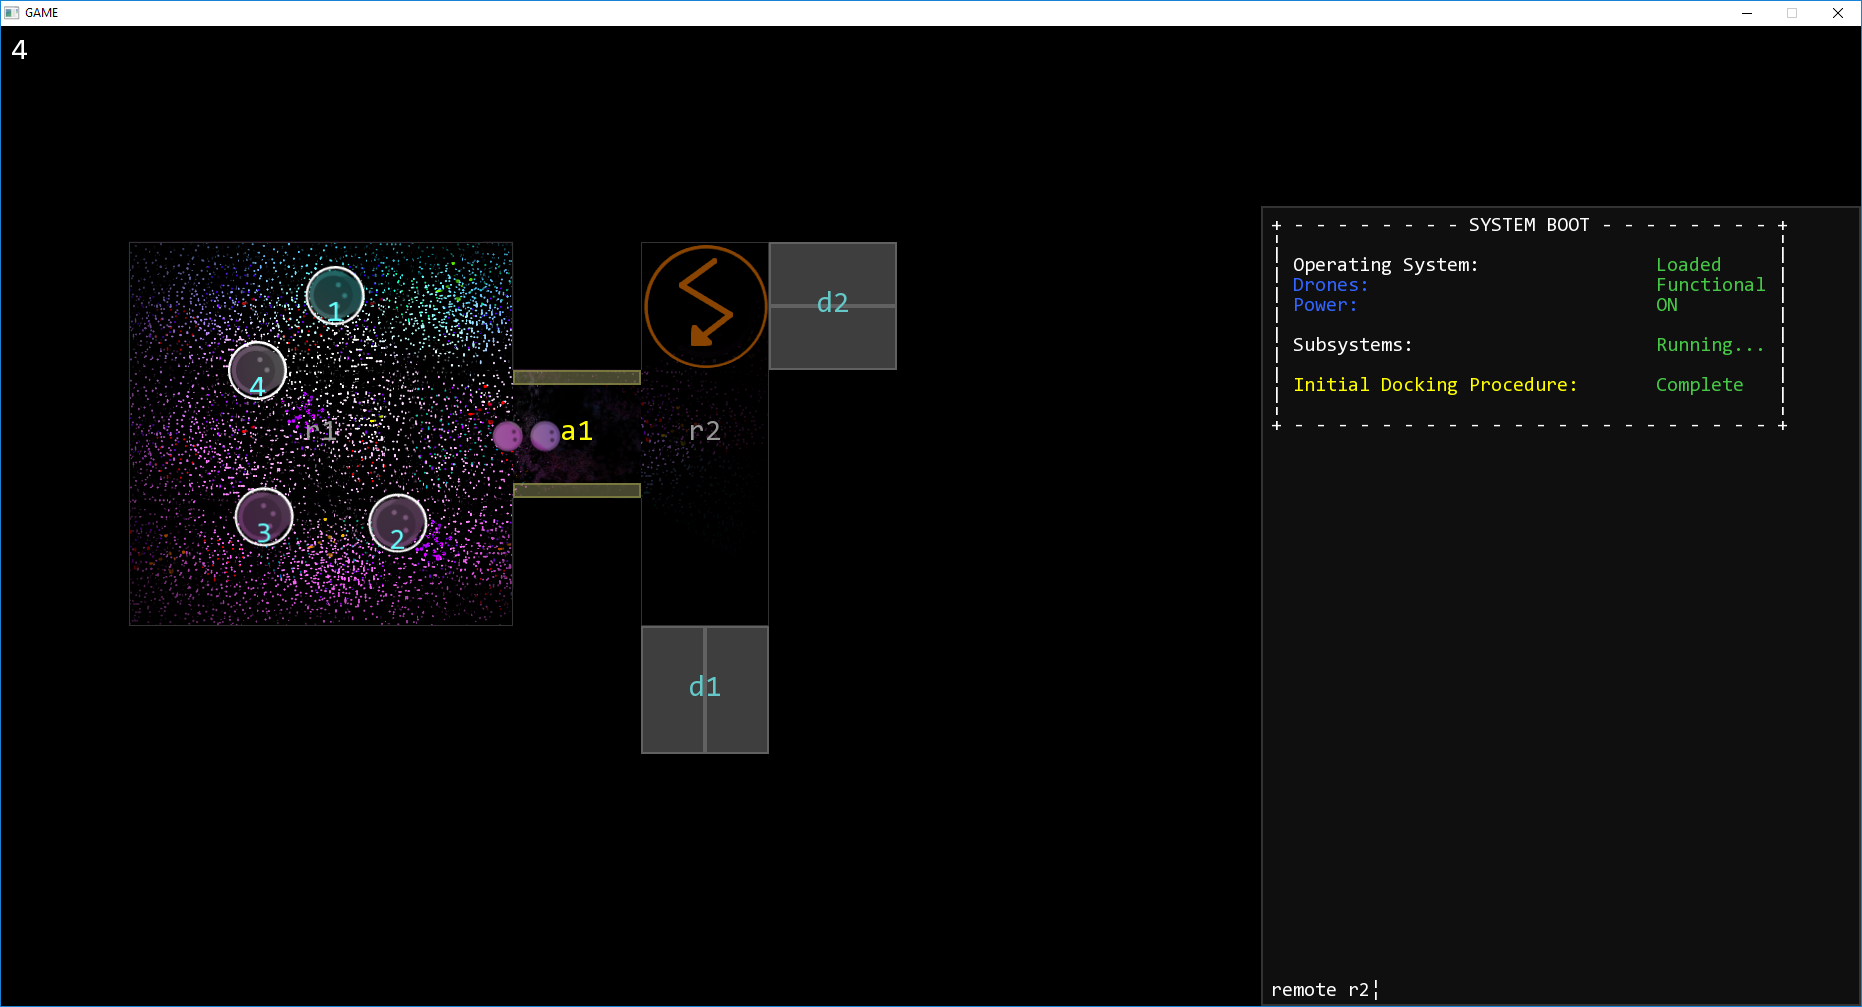 GAME
4
1
4
r1
a1
r2
d2
3
2
d1
SYSTEM BOOT
Operating System: Loaded
Drones: Functional
Power: ON
Subsystems: Running...
Initial Docking Procedure: Complete
remote r2